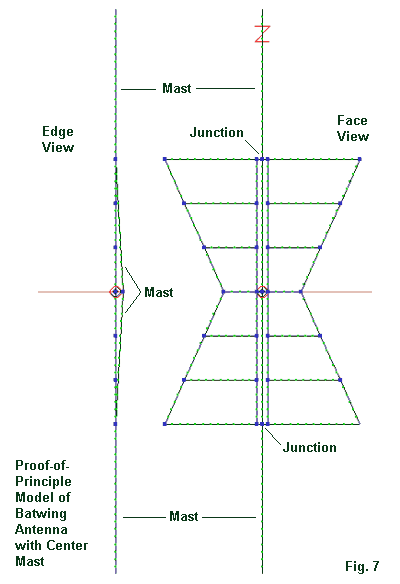 Z
Mast
Edge
View
Junction
Face
View
Mast
Junction
Proof-of-
Principle
Model of
Batwing
Antenna
with Center
Mast
Mast
Fig. 7